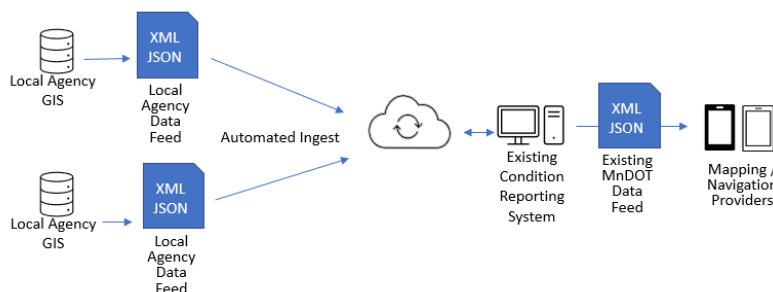 XML
JSON
Local Agency
GIS
Local
Agency
Data
Feed
Automated Ingest
XML
JSON
Local Agency
GIS
Local
Agency
Data
Feed
Existing
Condition
Reporting
System
XML
JSON
Existing
MnDOT
Data
Feed
Mapping /
Navigation
Providers